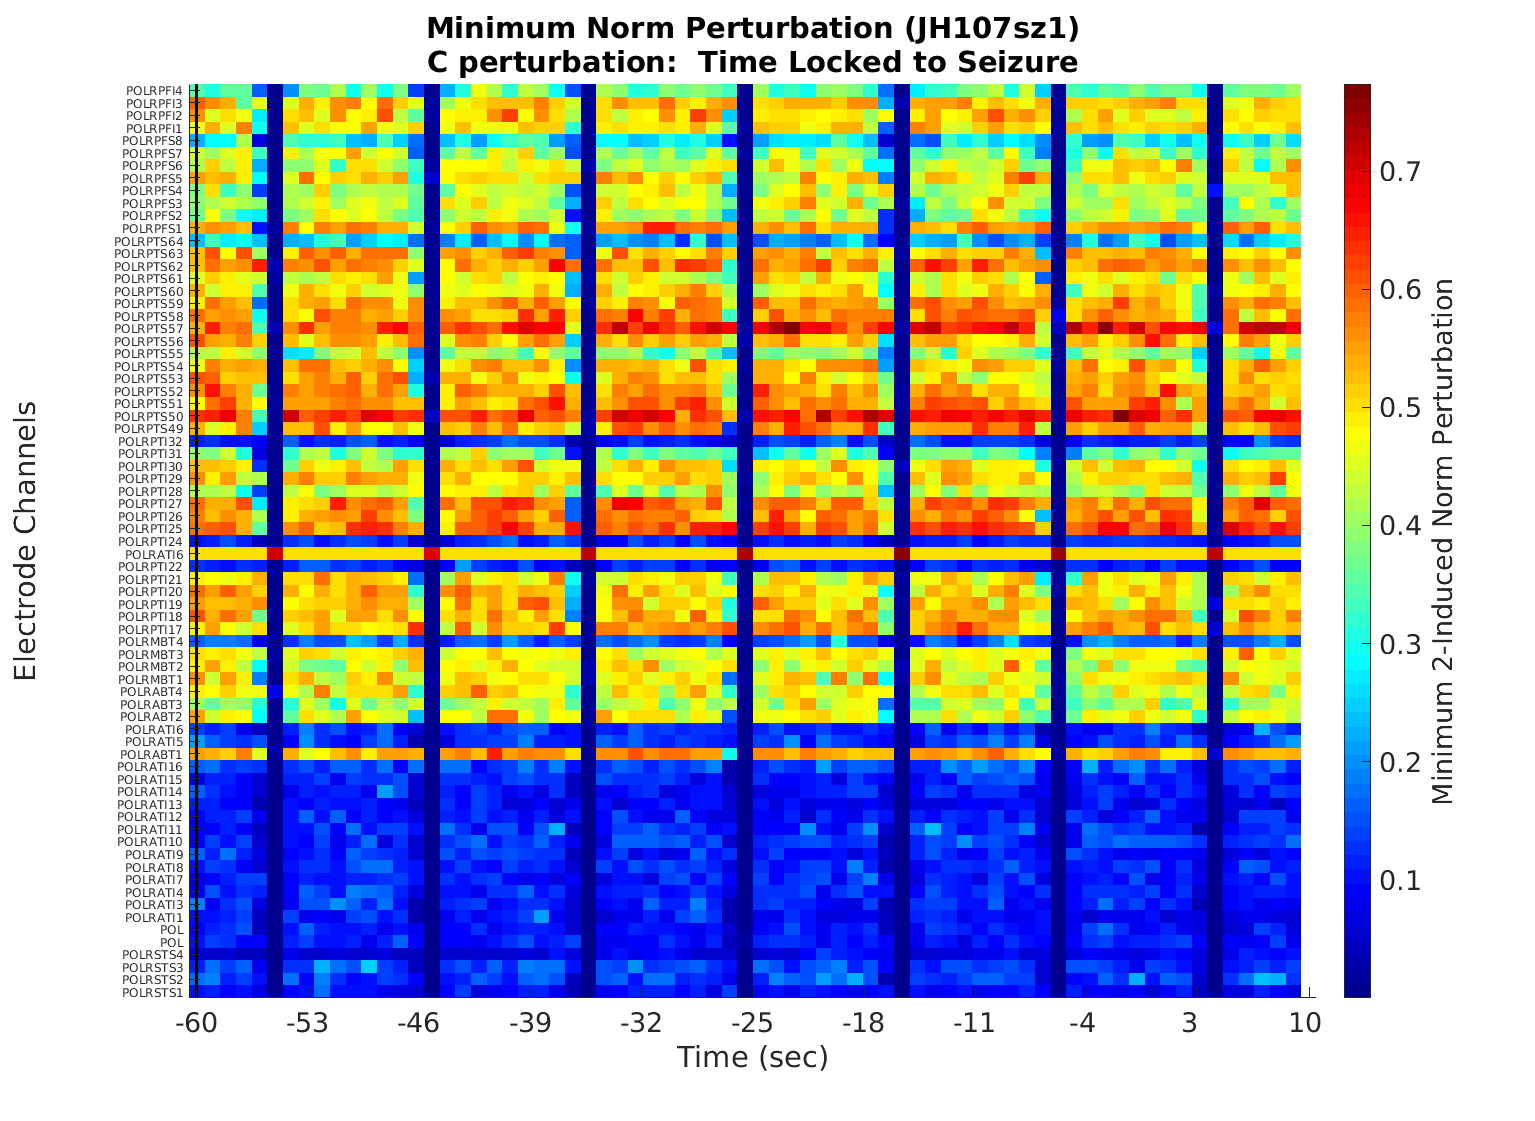 Minimum Norm Perturbation (JH107sz1)
C perturbation: Time Locked to Seizure
Electrode Channels
POLRPFI4
POLRPFI3
POLRPFI2
POLRPFI1
POLRPFS8
POLRPFS7
POLRPFS6
POLRPFS5
POLRPFS4
POLRPFS3
POLRPFS2
POLRPFS1
POLRPTS64
POLRPTS63
POLRPTS62
POLRPTS61
POLRPTS60
POLRPTS59
POLRPTS58
POLRPTS57
POLRPTS56
POLRPTS55
POLRPTS54
POLRPTS53
POLRPTS52
POLRPTS51
POLRPTS50
POLRPTS49
POLRPTI32
POLRPTI31
POLRPTI30
POLRPTI29
POLRPTI28
POLRPTI27
POLRPTI26
POLRPTI25
POLRPTI24
POLRATI6
POLRPTI22
POLRPTI21
POLRPTI20
POLRPTI19
POLRPTI18
POLRPTI17
POLRMBT4
POLRMBT3
POLRMBT2
POLRMBT1
POLRABT4
POLRABT3
POLRABT2
POLRATI6
POLRATI5
POLRABT1
POLRATI16
POLRATI15
POLRATI14
POLRATI13
POLRATI12
POLRATI11
POLRATI10
POLRATI9
POLRATI8
POLRATI7
POLRATI4
POLRATI3
POLRATI1
POL
POL
POLRSTS4
POLRSTS3
POLRSTS2
POLRSTS1
-60 -53 -46 -39 -32 -25 -18 -11 -4 3 10
Time (sec)
0.7
0.6
0.5
0.4
0.3
0.2
0.1
Minimum 2-Induced Norm Perturbation